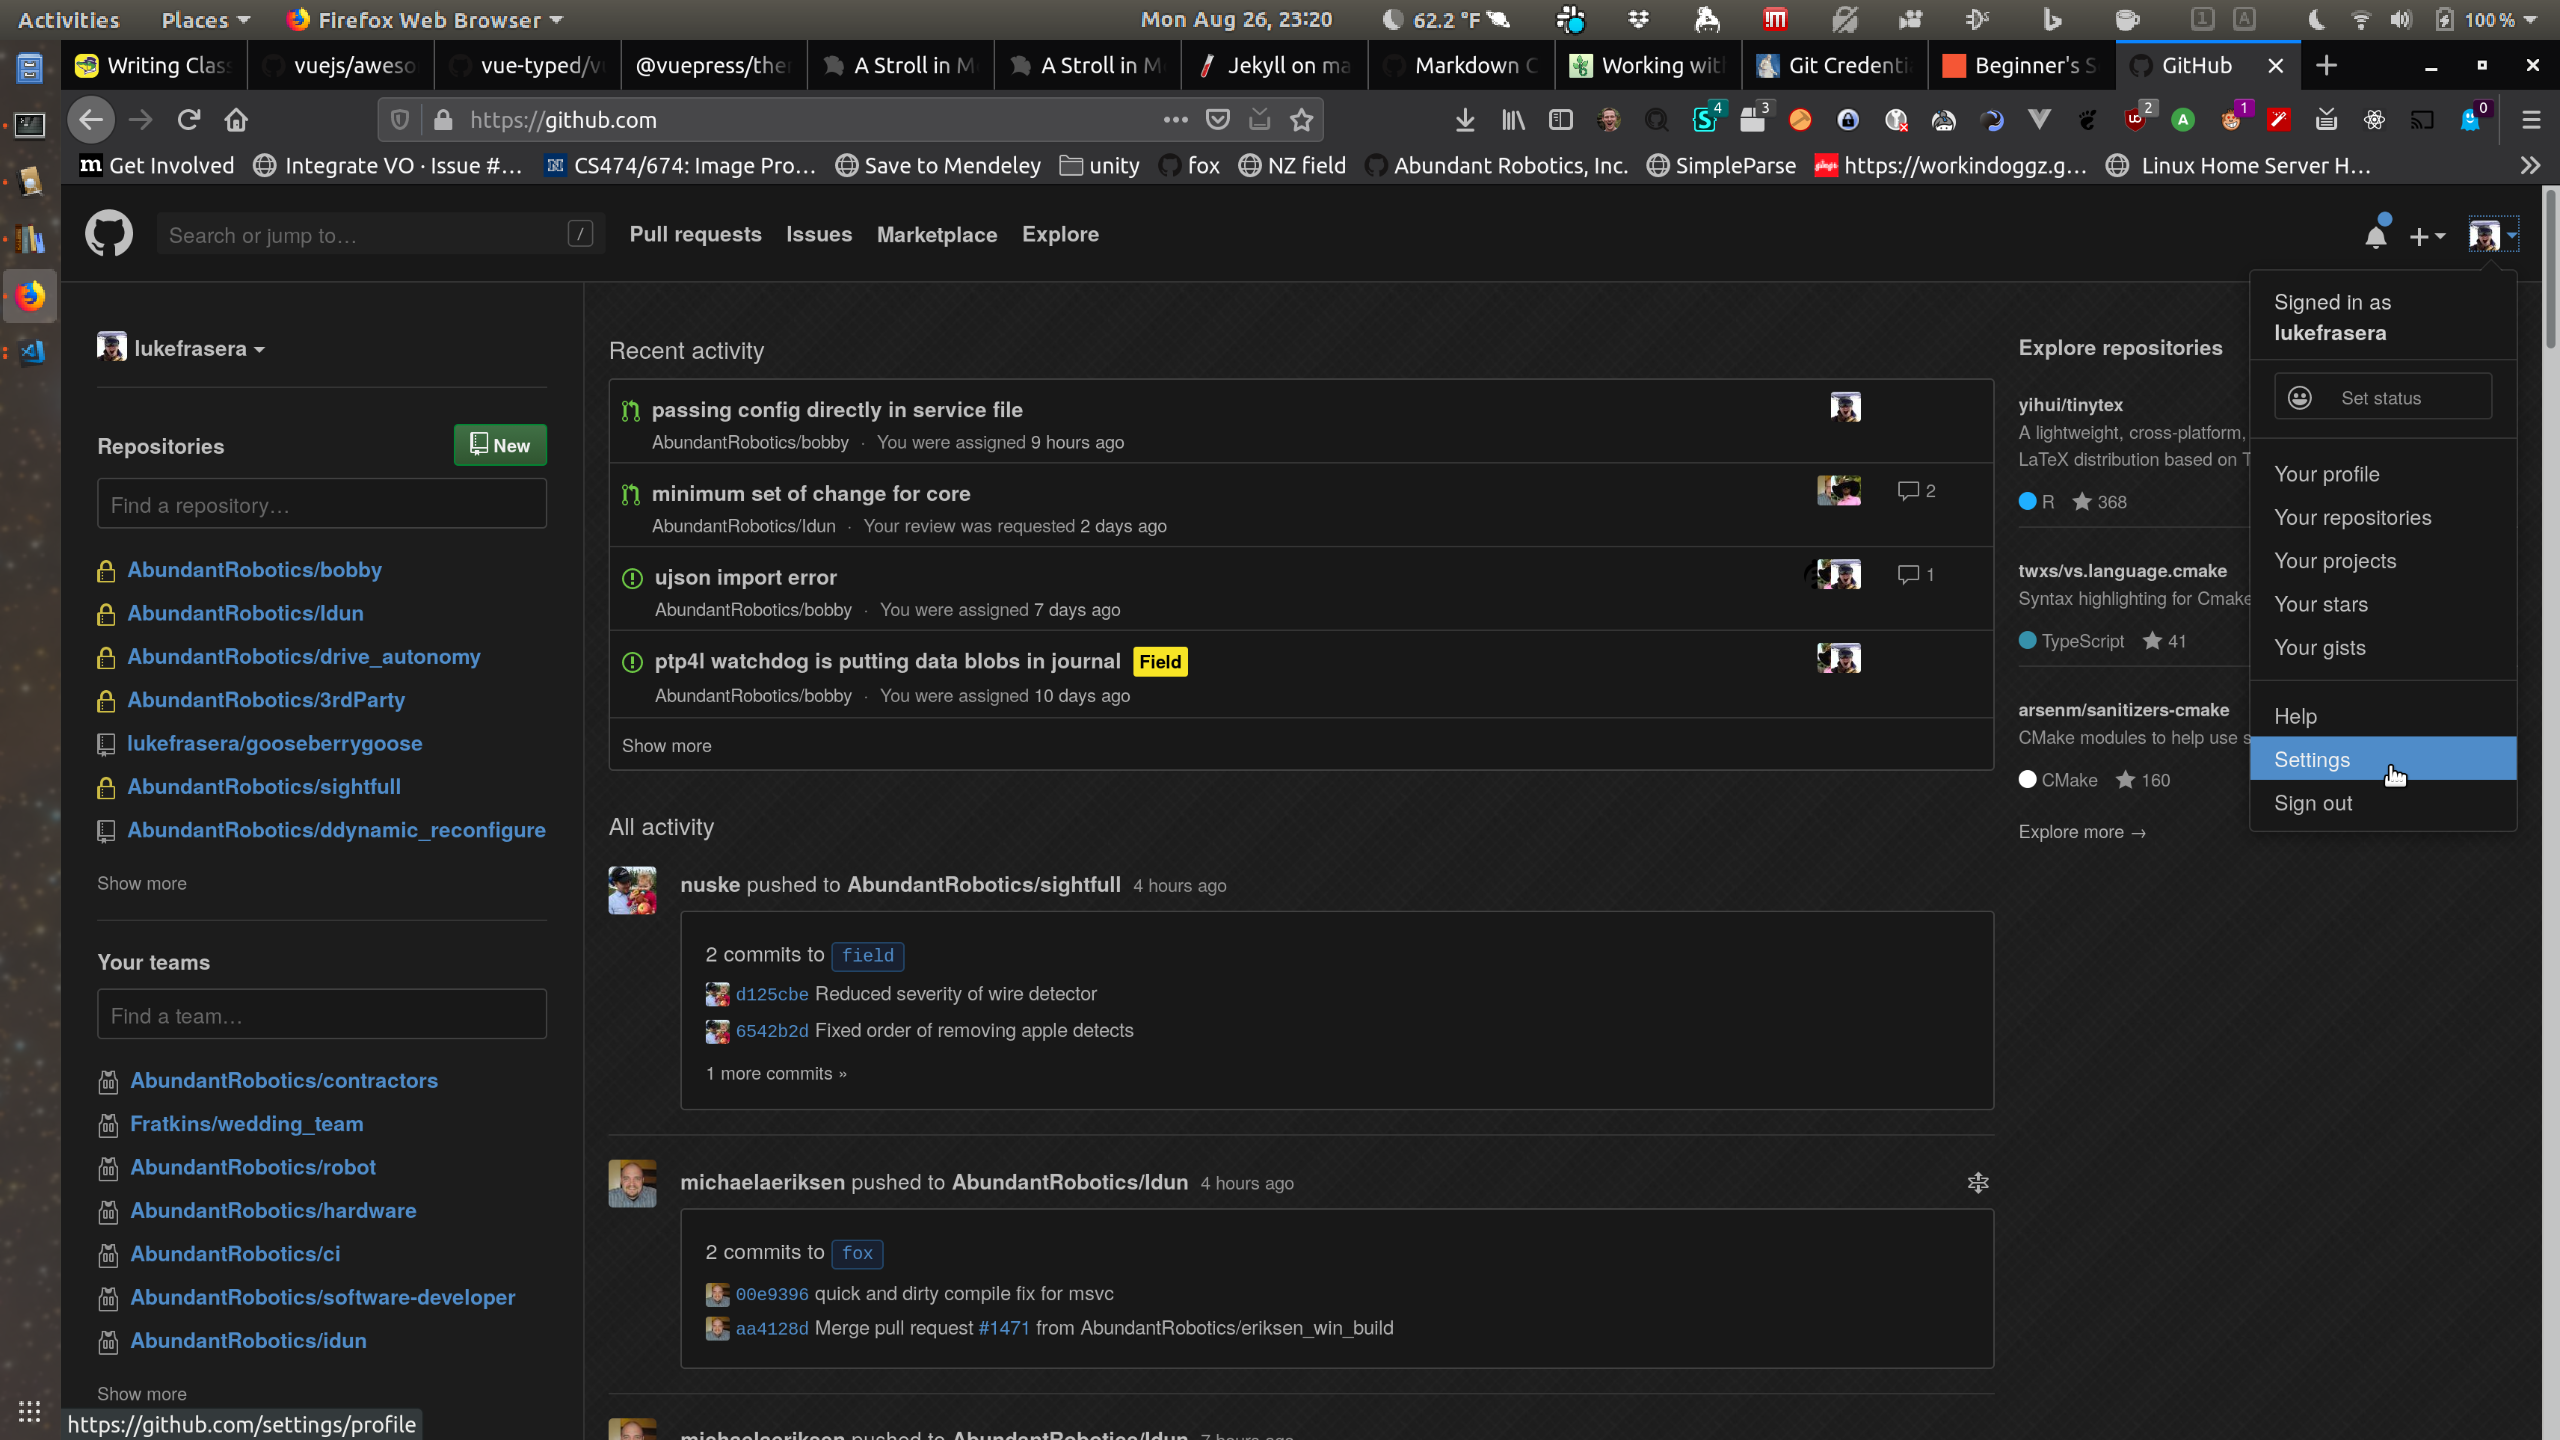 Activities Places Firefox Web Browser Mon Aug 26, 23:20 62.2 °F 1 A 100 %
Writing Clas vuejs/aweso vue-typed/v @vuepress/the A Stroll in M A Stroll in M Jekyll on ma Markdown C Working wit Git Credenti Beginner's S GitHub
https://github.com 4 3 2 1 0
Get Involved Integrate VO · Issue #... CS474/674: Image Pro... Save to Mendeley unity fox NZ field Abundant Robotics, Inc. SimpleParse https://workindoggz.g... Linux Home Server H...
Search or jump to… / Pull requests Issues Marketplace Explore
Signed in as
lukefrasera
Set status
Your profile
Your repositories
Your projects
Your stars
Your gists
Help
Settings
Sign out
lukefrasera
Repositories New
Find a repository…
AbundantRobotics/bobby
AbundantRobotics/Idun
AbundantRobotics/drive_autonomy
AbundantRobotics/3rdParty
lukefrasera/gooseberrygoose
AbundantRobotics/sightfull
AbundantRobotics/ddynamic_reconfigure
Show more
Your teams
Find a team…
AbundantRobotics/contractors
Fratkins/wedding_team
AbundantRobotics/robot
AbundantRobotics/hardware
AbundantRobotics/ci
AbundantRobotics/software-developer
AbundantRobotics/idun
Show more
https://github.com/settings/profile
Recent activity
passing config directly in service file
AbundantRobotics/bobby · You were assigned 9 hours ago
minimum set of change for core 2
AbundantRobotics/Idun · Your review was requested 2 days ago
ujson import error 1
AbundantRobotics/bobby · You were assigned 7 days ago
ptp4l watchdog is putting data blobs in journal Field
AbundantRobotics/bobby · You were assigned 10 days ago
Show more
All activity
nuske pushed to AbundantRobotics/sightfull 4 hours ago
2 commits to field
d125cbe Reduced severity of wire detector
6542b2d Fixed order of removing apple detects
1 more commits »
michaelaeriksen pushed to AbundantRobotics/Idun 4 hours ago
2 commits to fox
00e9396 quick and dirty compile fix for msvc
aa4128d Merge pull request #1471 from AbundantRobotics/eriksen_win_build
michaelaeriksen pushed to AbundantRobotics/Idun 7 hours ago
Explore repositories
yihui/tinytex
A lightweight, cross-platform,
LaTeX distribution based on T
R 368
twxs/vs.language.cmake
Syntax highlighting for Cmake
TypeScript 41
arsenm/sanitizers-cmake
CMake modules to help use s
CMake 160
Explore more →